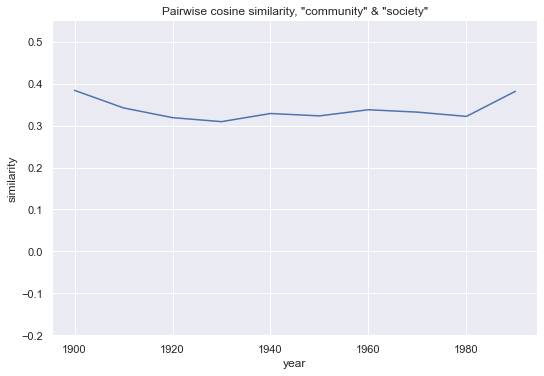 Pairwise cosine similarity, "community" & "society"
0.5
0.4
0.3
0.2
0.1
0.0
−0.1
−0.2
similarity
1900 1920 1940 1960 1980
year